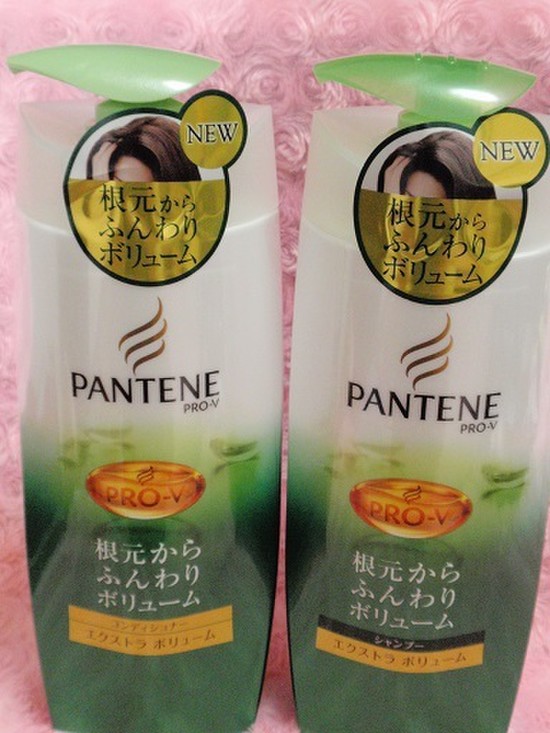 NEW
根元から
ふんわり
ボリューム
PANTENE
PRO-V
PRO-V
根元から
ふんわり
ボリューム
コンディショナー
エクストラ ボリューム
NEW
根元から
ふんわり
ボリューム
PANTENE
PRO-V
PRO-V
根元から
ふんわり
ボリューム
シャンプー
エクストラ ボリューム